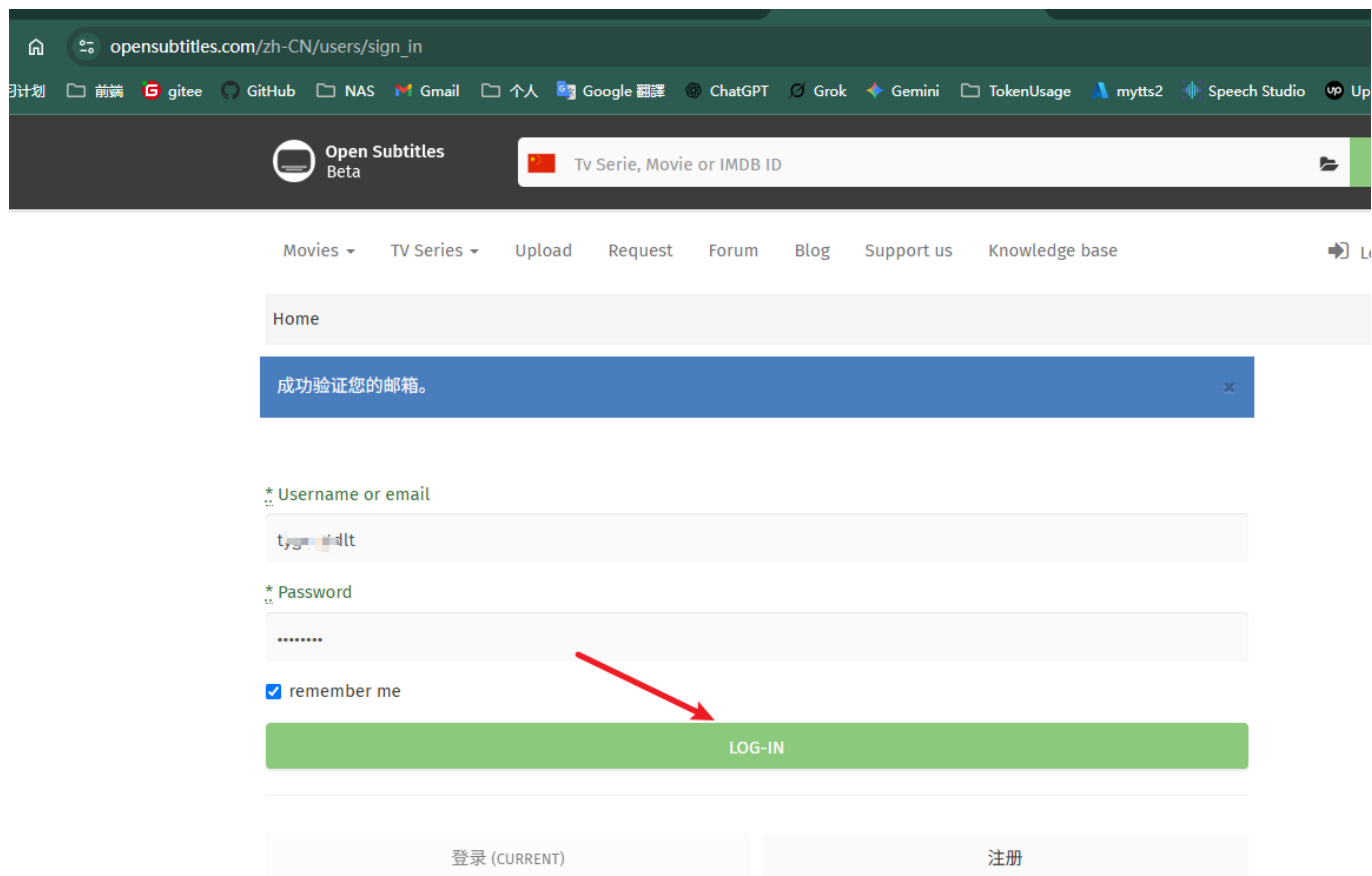 opensubtitles.com/zh-CN/users/sign_in
习计划 前端 gitee GitHub NAS Gmail 个人 Google 翻譯 ChatGPT Grok Gemini TokenUsage mytts2 Speech Studio Up
Open Subtitles
Beta
Tv Serie, Movie or IMDB ID
Movies TV Series Upload Request Forum Blog Support us Knowledge base
Home
成功验证您的邮箱。
×
* Username or email
* Password
••••••••
remember me
LOG-IN
登录 (CURRENT)
注册